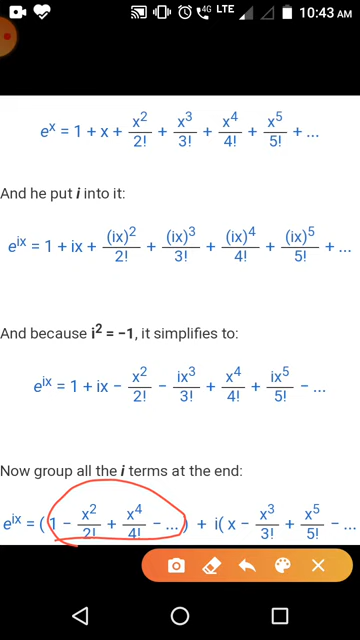 4G LTE 10:43 AM
eˣ = 1 + x + x²/2! + x³/3! + x⁴/4! + x⁵/5! + ...
And he put i into it:
eⁱˣ = 1 + ix + (ix)²/2! + (ix)³/3! + (ix)⁴/4! + (ix)⁵/5! + ...
And because i² = −1, it simplifies to:
eⁱˣ = 1 + ix − x²/2! − ix³/3! + x⁴/4! + ix⁵/5! − ...
Now group all the i terms at the end:
eⁱˣ = ( 1 − x²/2! + x⁴/4! − ... ) + i( x − x³/3! + x⁵/5! − ...